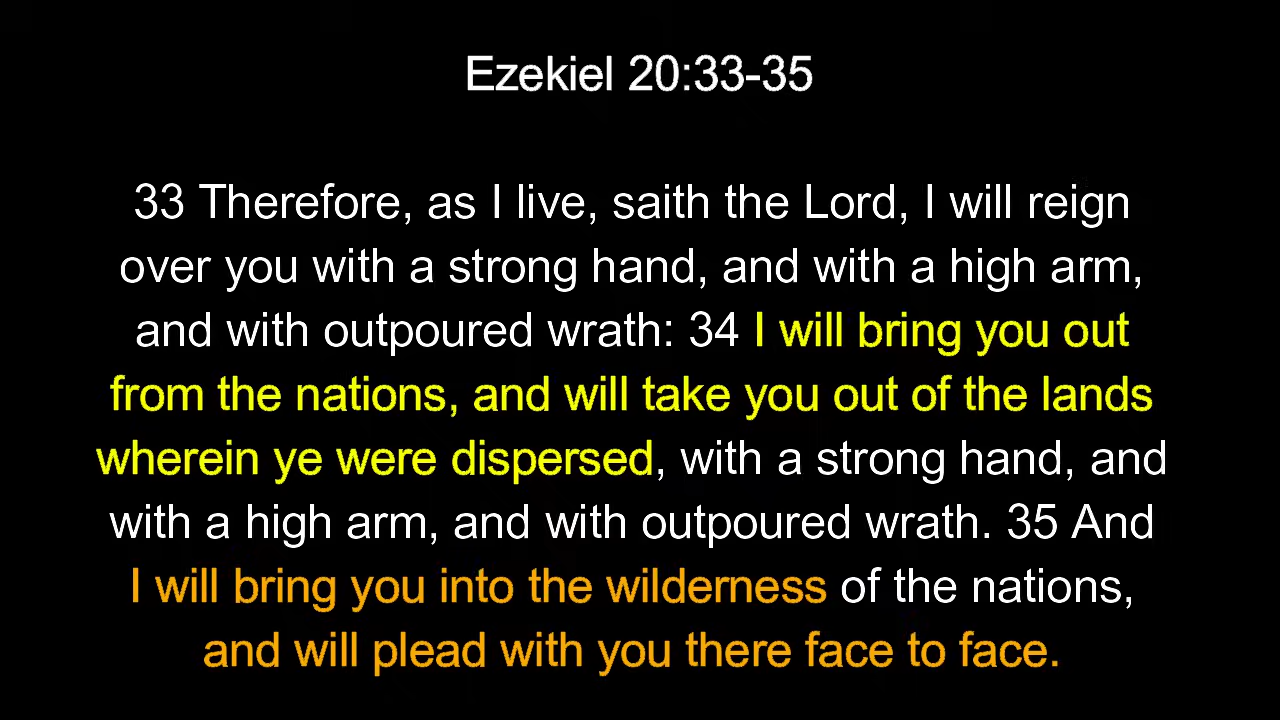 Ezekiel 20:33-35
33 Therefore, as I live, saith the Lord, I will reign
over you with a strong hand, and with a high arm,
and with outpoured wrath: 34 I will bring you out
from the nations, and will take you out of the lands
wherein ye were dispersed, with a strong hand, and
with a high arm, and with outpoured wrath. 35 And
I will bring you into the wilderness of the nations,
and will plead with you there face to face.